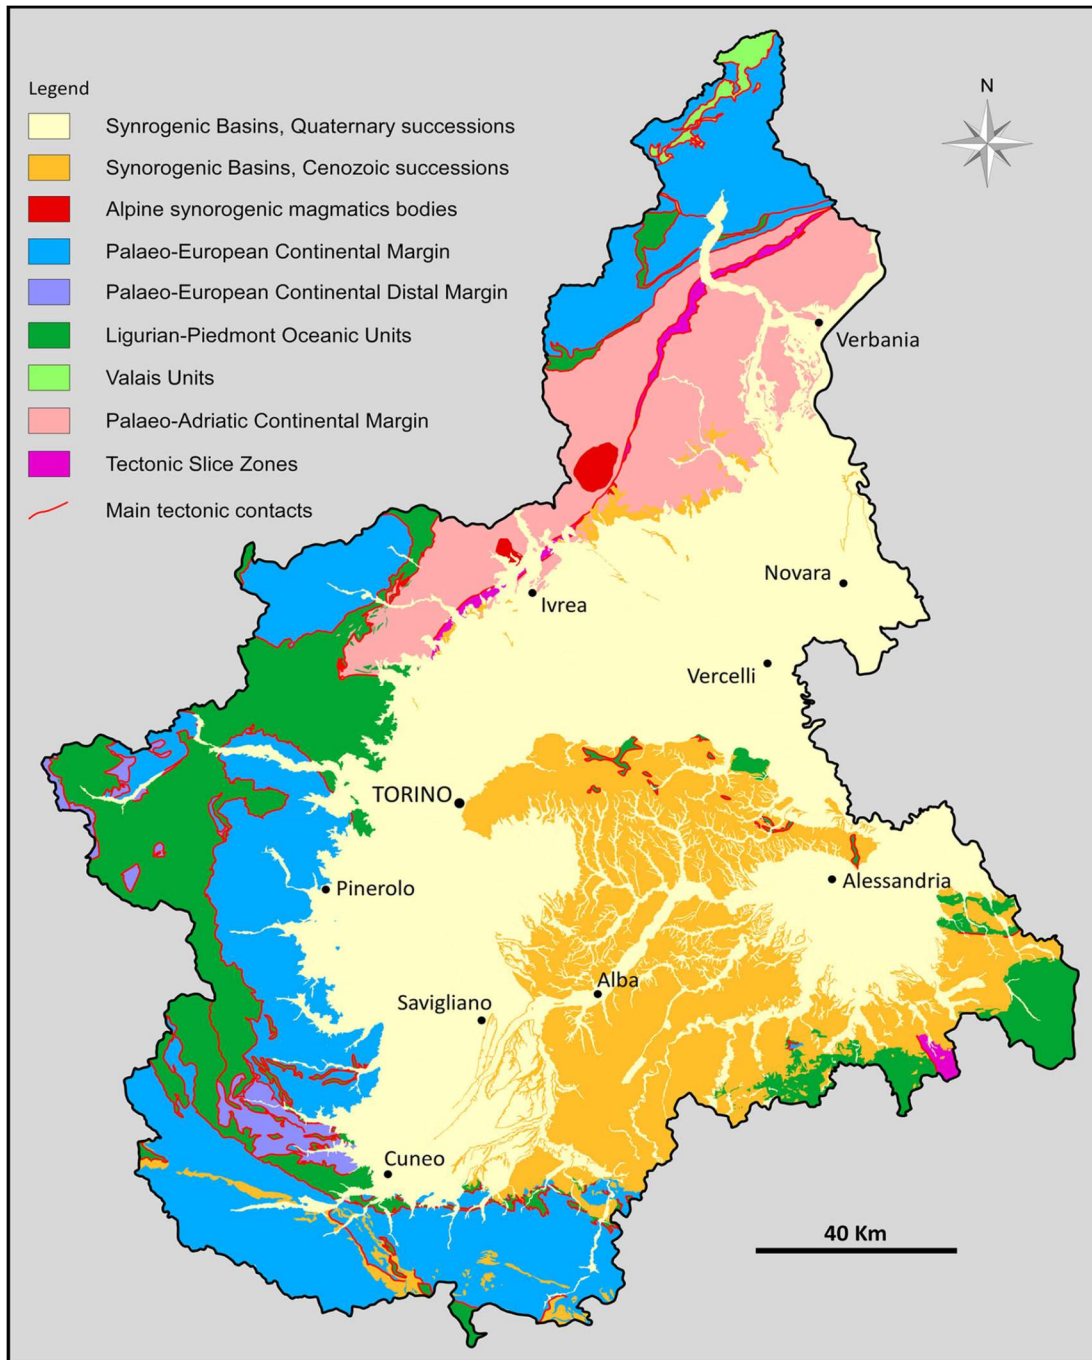 Legend
Synrogenic Basins, Quaternary successions
Synorogenic Basins, Cenozoic successions
Alpine synorogenic magmatics bodies
Palaeo-European Continental Margin
Palaeo-European Continental Distal Margin
Ligurian-Piedmont Oceanic Units
Valais Units
Palaeo-Adriatic Continental Margin
Tectonic Slice Zones
Main tectonic contacts
N
Verbania
Novara
Ivrea
Vercelli
TORINO
Pinerolo
Alessandria
Alba
Savigliano
Cuneo
40 Km